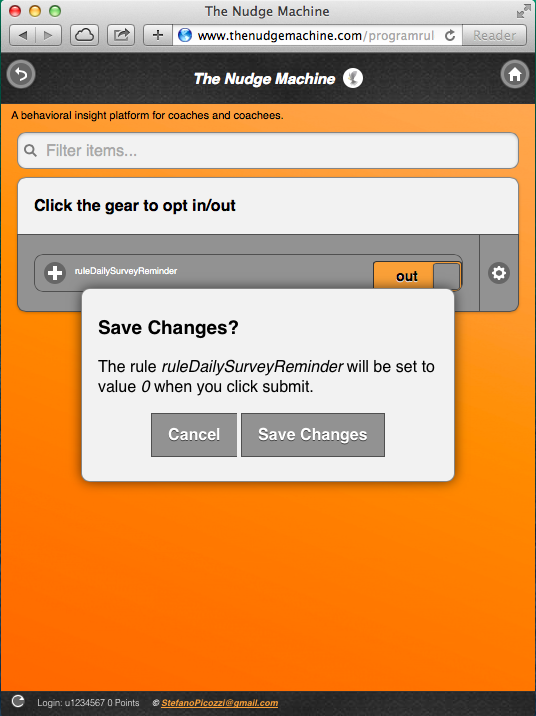 The Nudge Machine
www.thenudgemachine.com/programrul
Reader
The Nudge Machine
A behavioral insight platform for coaches and coachees.
Filter items...
Click the gear to opt in/out
ruleDailySurveyReminder
out
Save Changes?
The rule ruleDailySurveyReminder will be set to
value 0 when you click submit.
Cancel
Save Changes
Login: u1234567 0 Points © StefanoPicozzi@gmail.com